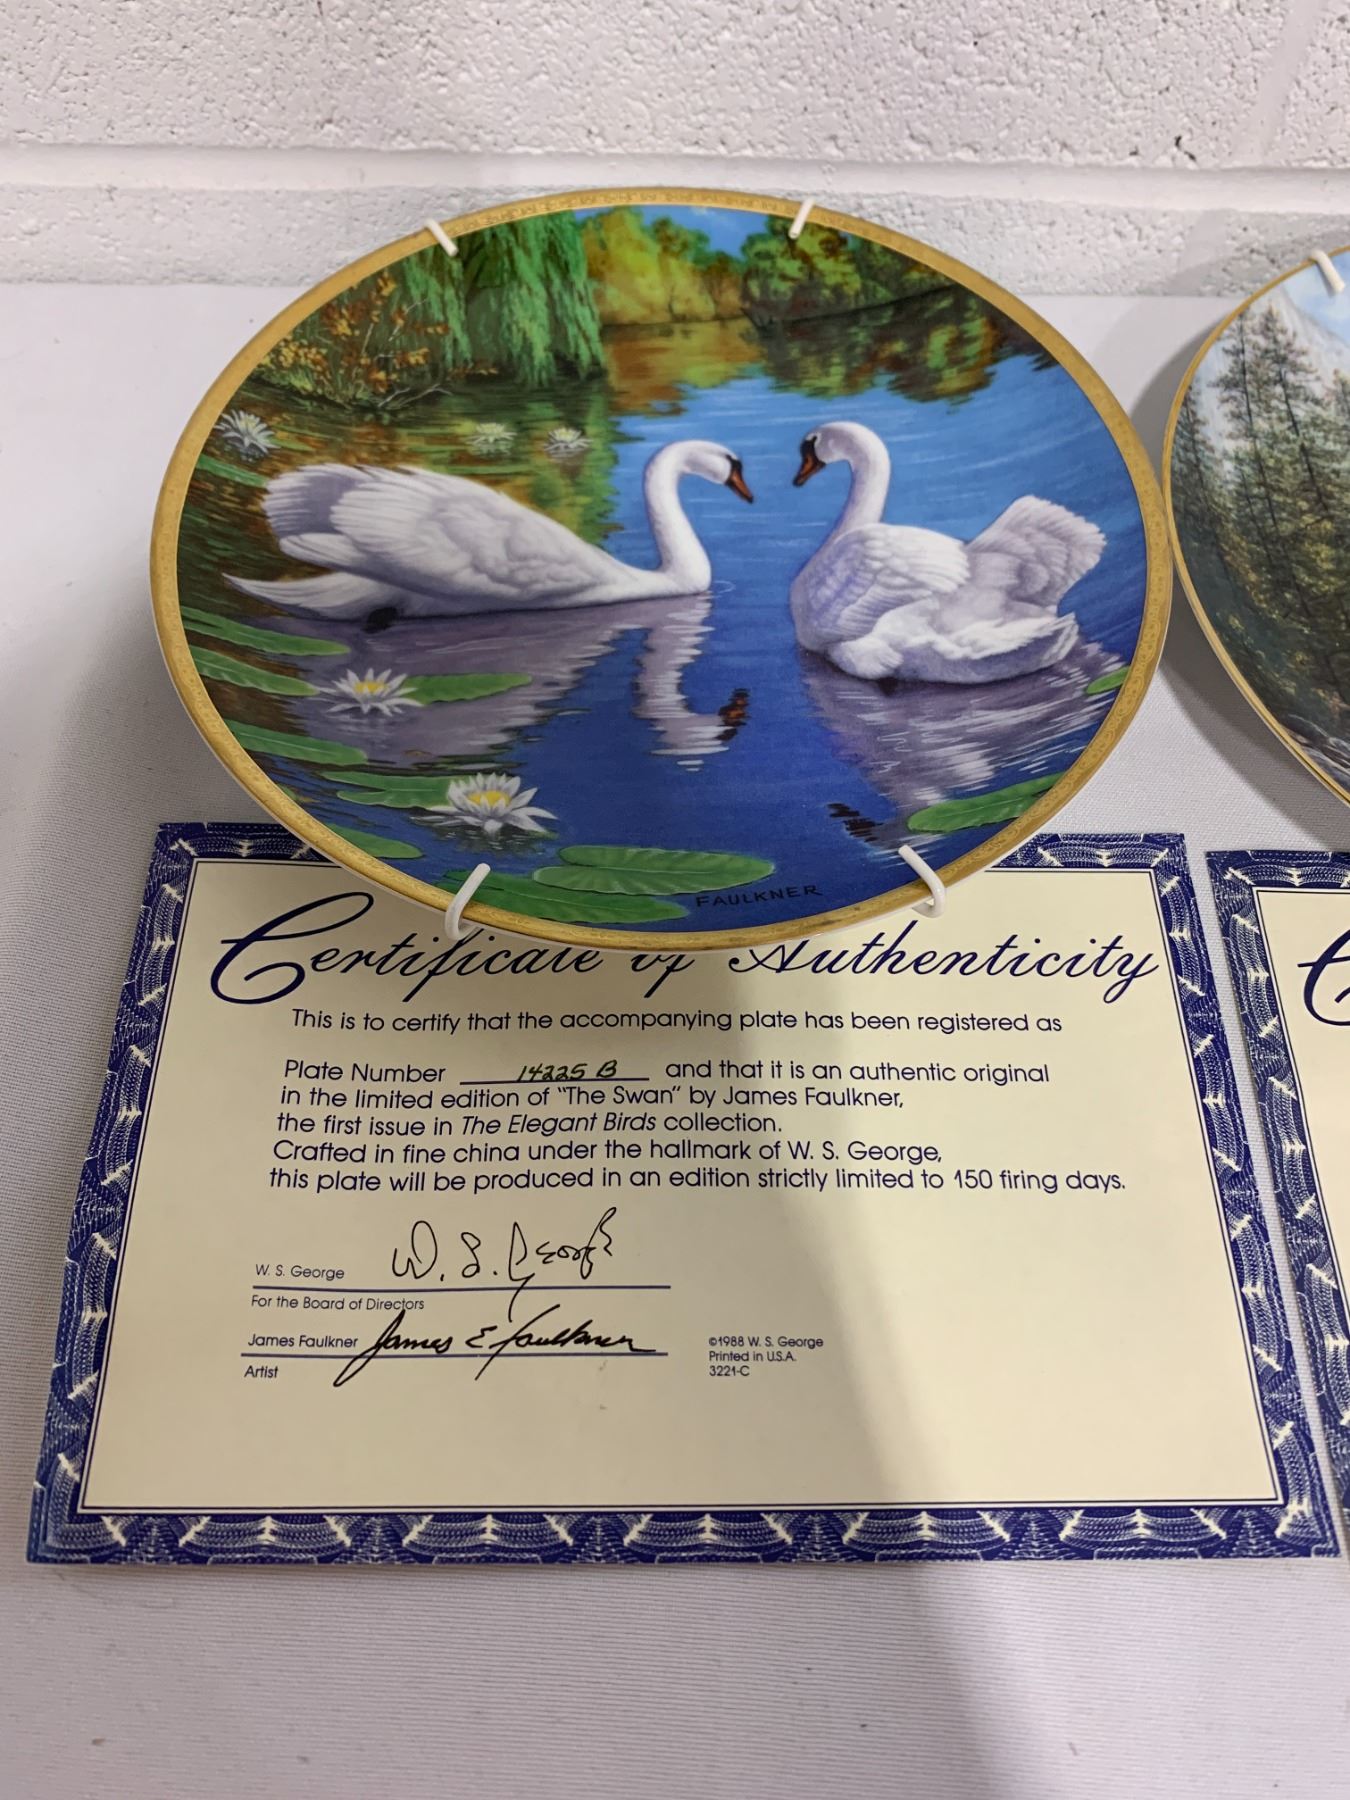 FAULKNER
Certificate of Authenticity
This is to certify that the accompanying plate has been registered as
Plate Number 14225 B and that it is an authentic original
in the limited edition of "The Swan" by James Faulkner,
the first issue in The Elegant Birds collection.
Crafted in fine china under the hallmark of W. S. George,
this plate will be produced in an edition strictly limited to 150 firing days.
W. S. George W. S. George
For the Board of Directors
James Faulkner James E Faulkner
Artist
©1988 W. S. George
Printed in U.S.A.
3221-C